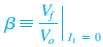 β ≡ V_f / V_o |_{I_1 = 0}